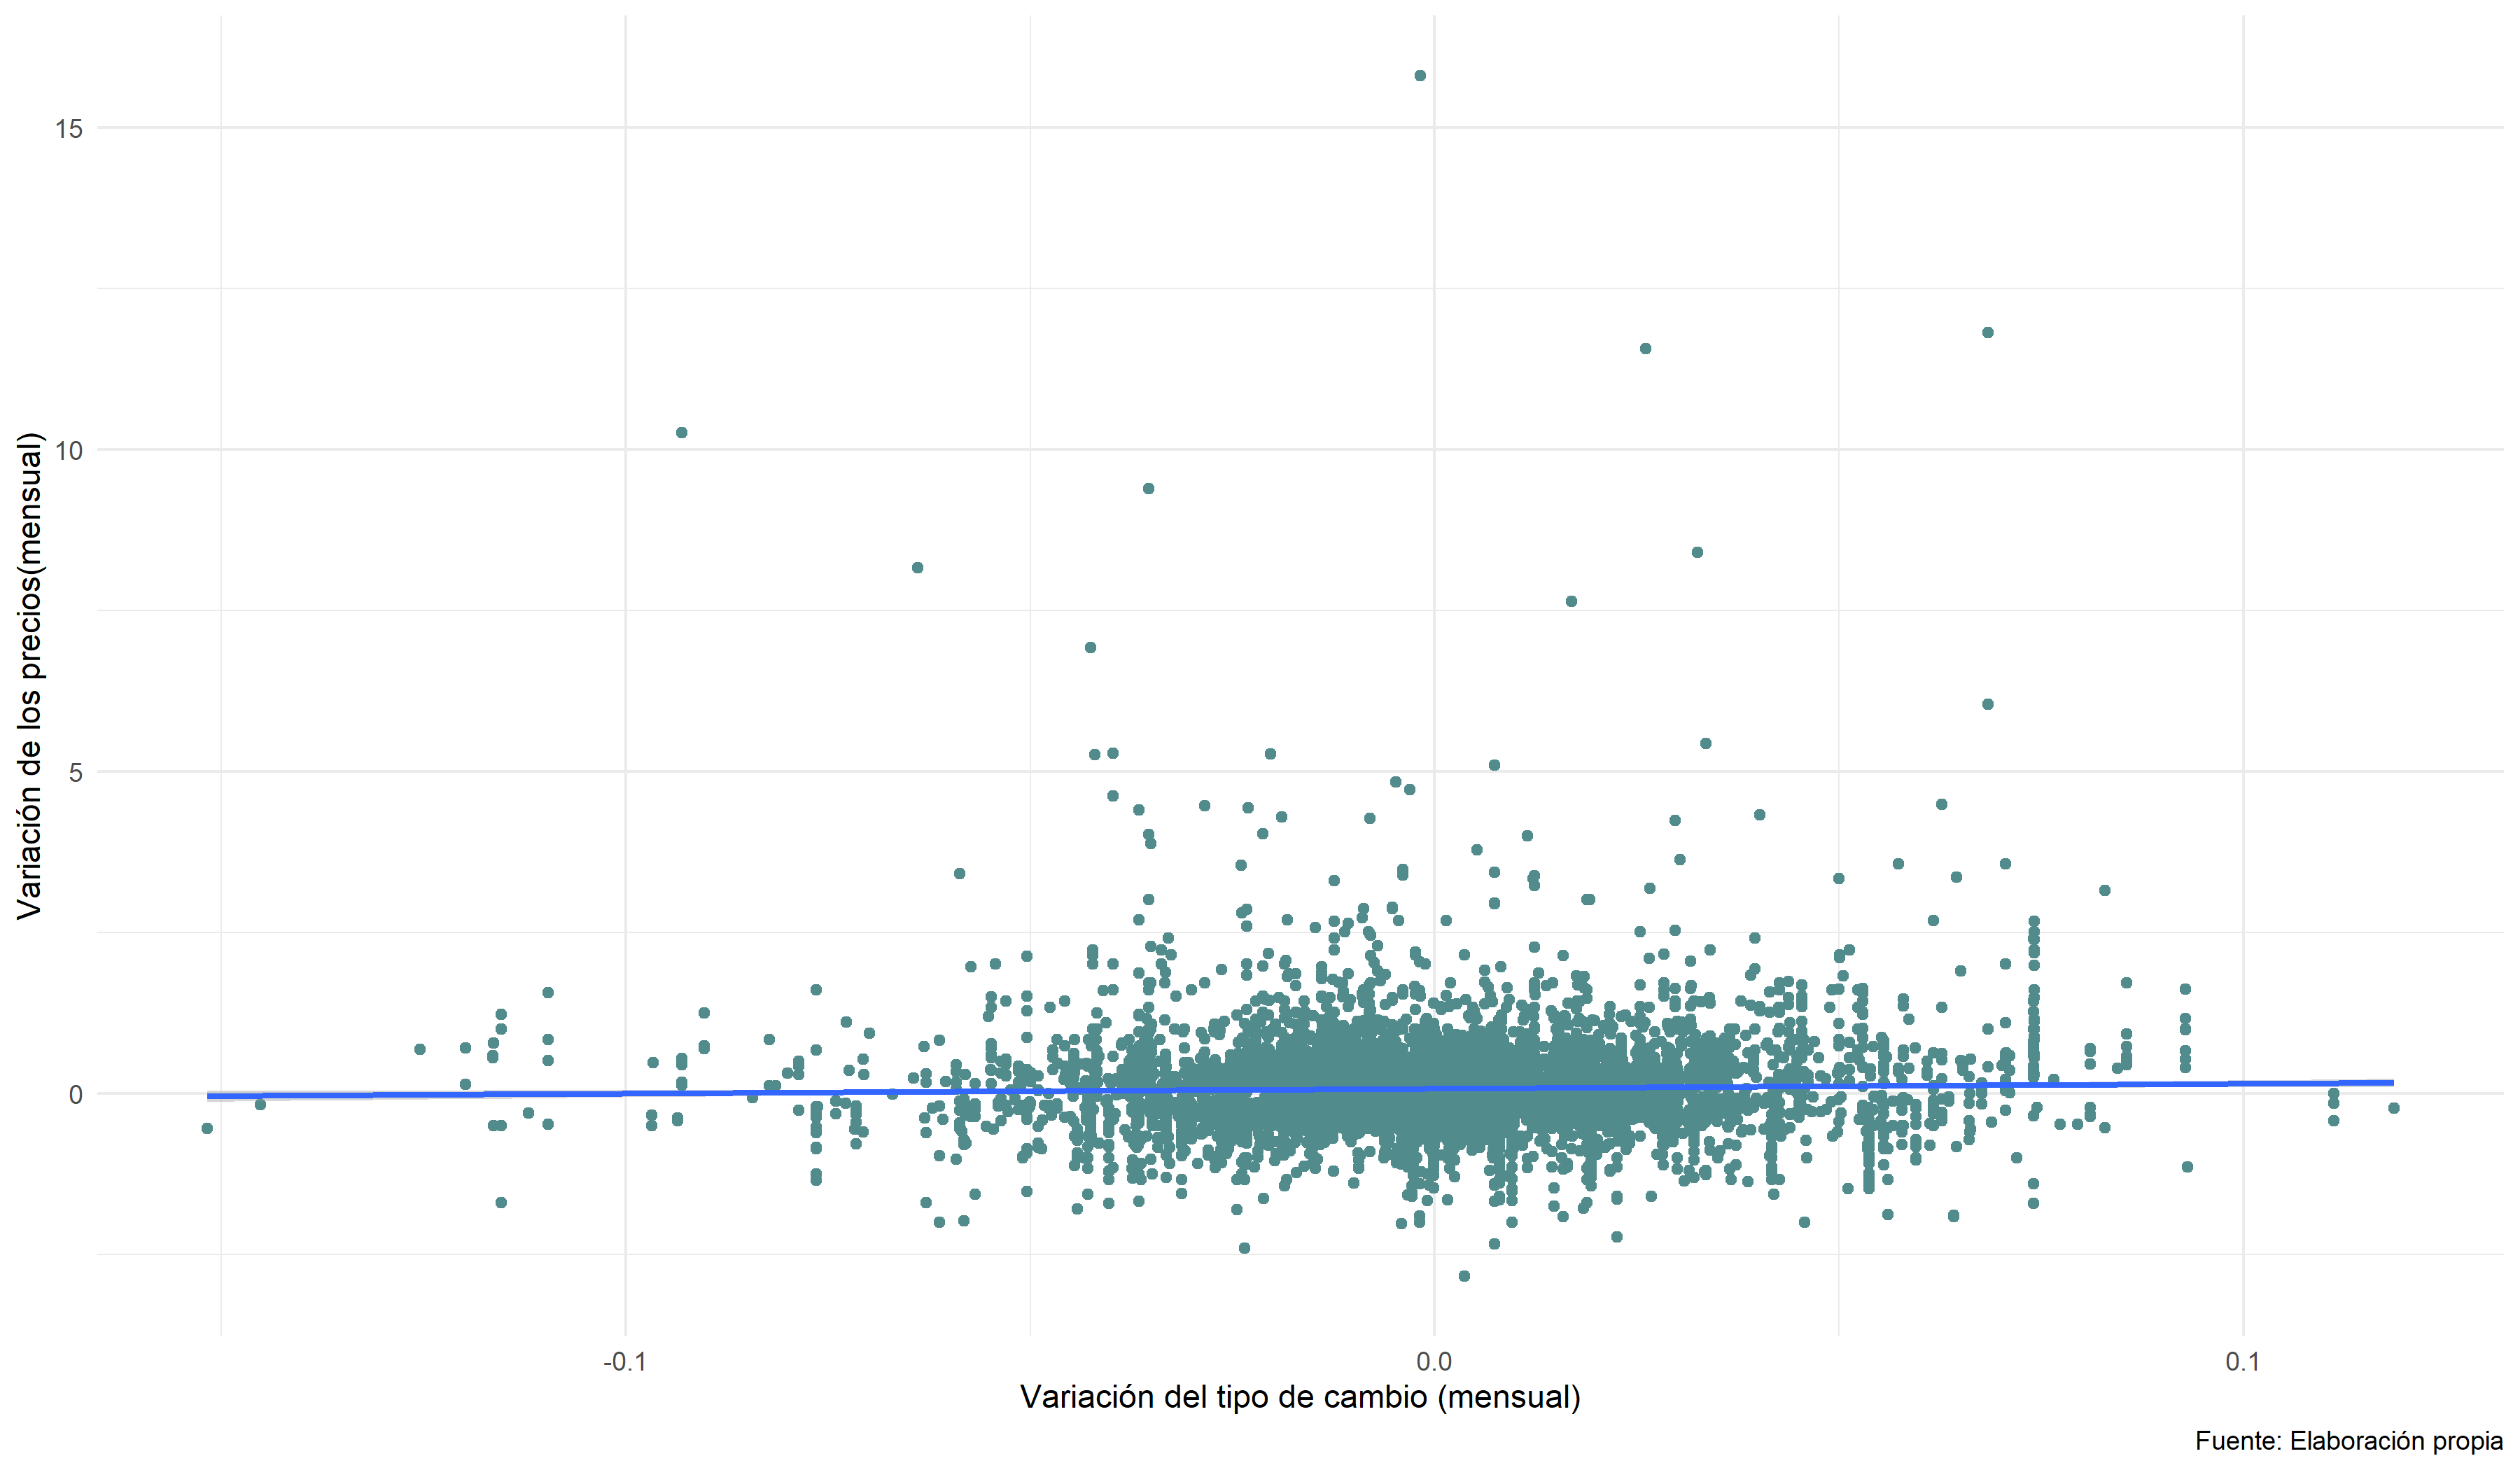 Variación de los precios(mensual)
15
10
5
0
-0.1
0.0
0.1
Variación del tipo de cambio (mensual)
Fuente: Elaboración propia